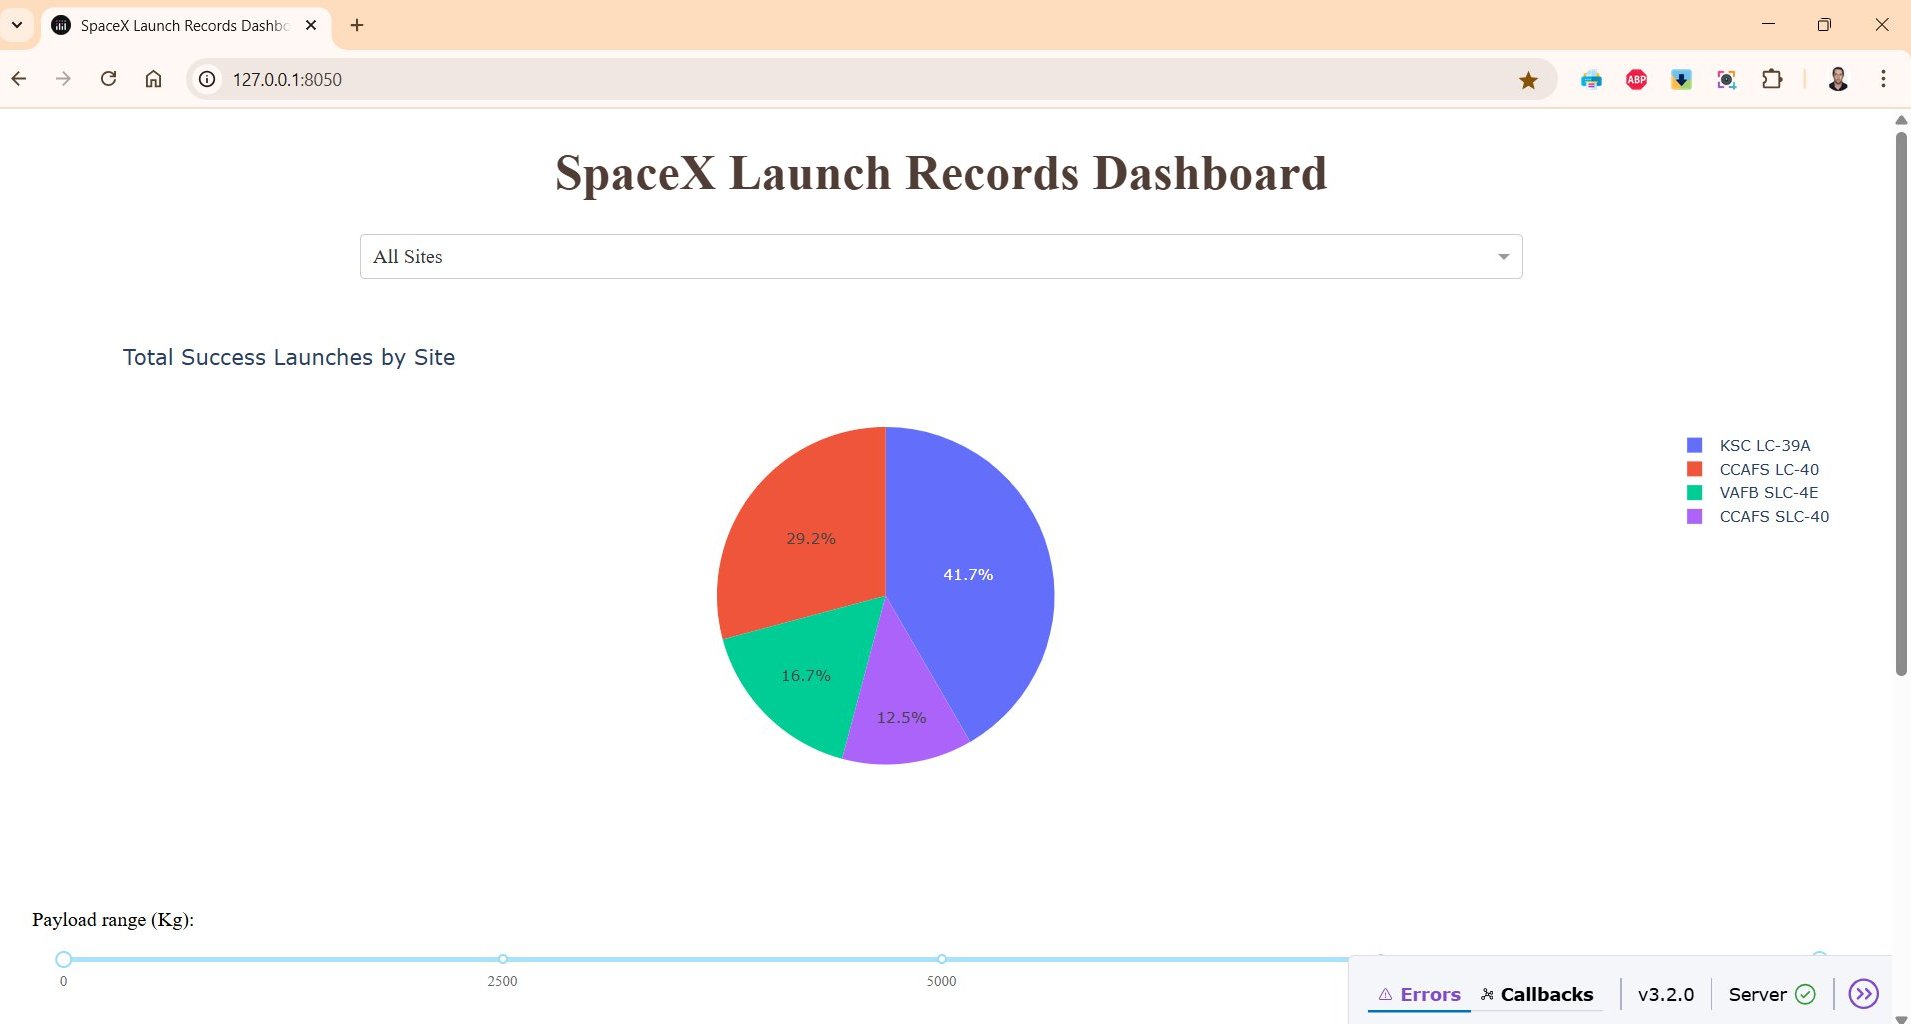 SpaceX Launch Records Dashbo
127.0.0.1:8050
ABP
SpaceX Launch Records Dashboard
All Sites
Total Success Launches by Site
KSC LC-39A
CCAFS LC-40
VAFB SLC-4E
CCAFS SLC-40
29.2%
41.7%
16.7%
12.5%
Payload range (Kg):
0 2500 5000
Errors Callbacks v3.2.0 Server